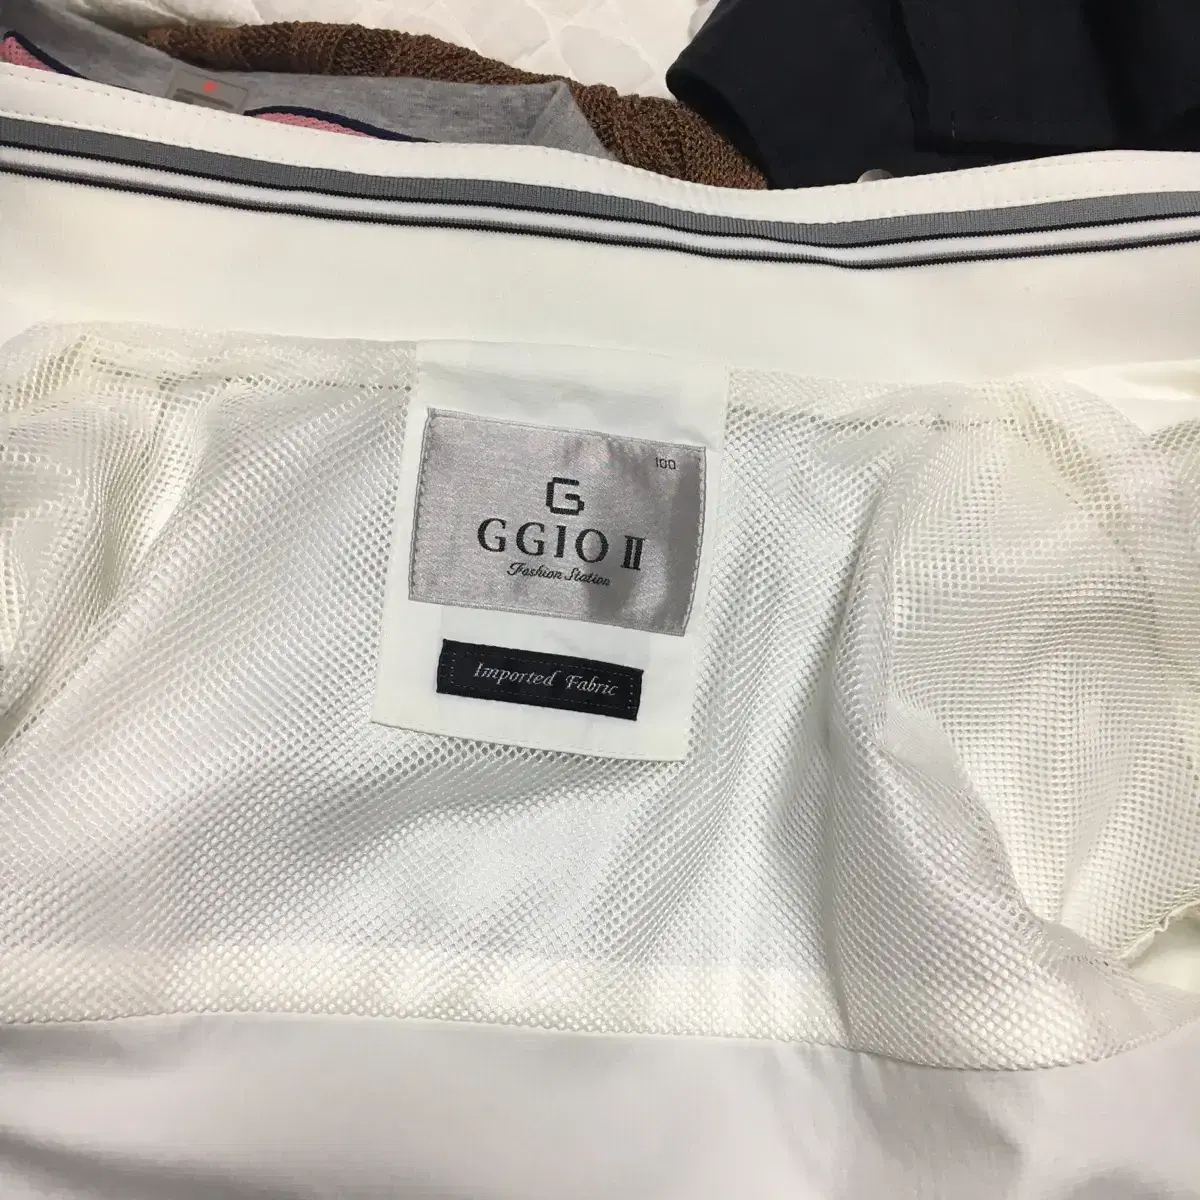 100
G
GGIO II
Fashion Station
Imported Fabric